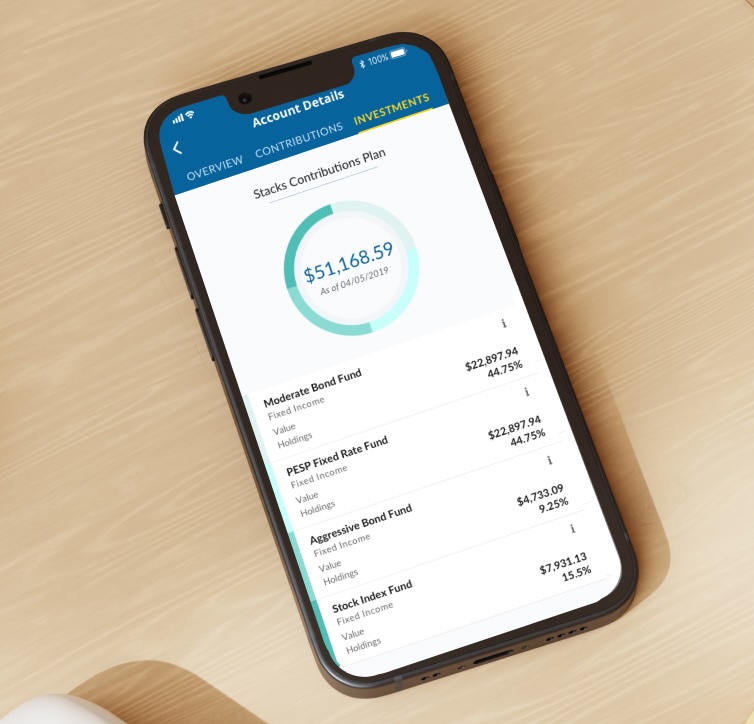 100%
Account Details
OVERVIEW CONTRIBUTIONS INVESTMENTS
Stacks Contributions Plan
$51,168.59
As of 04/05/2019
i
Moderate Bond Fund
Fixed Income
Value $22,897.94
Holdings 44.75%
i
PESP Fixed Rate Fund
Fixed Income
Value $22,897.94
Holdings 44.75%
i
Aggressive Bond Fund
Fixed Income
Value $4,733.09
Holdings 9.25%
i
Stock Index Fund
Fixed Income
Value $7,931.13
Holdings 15.5%